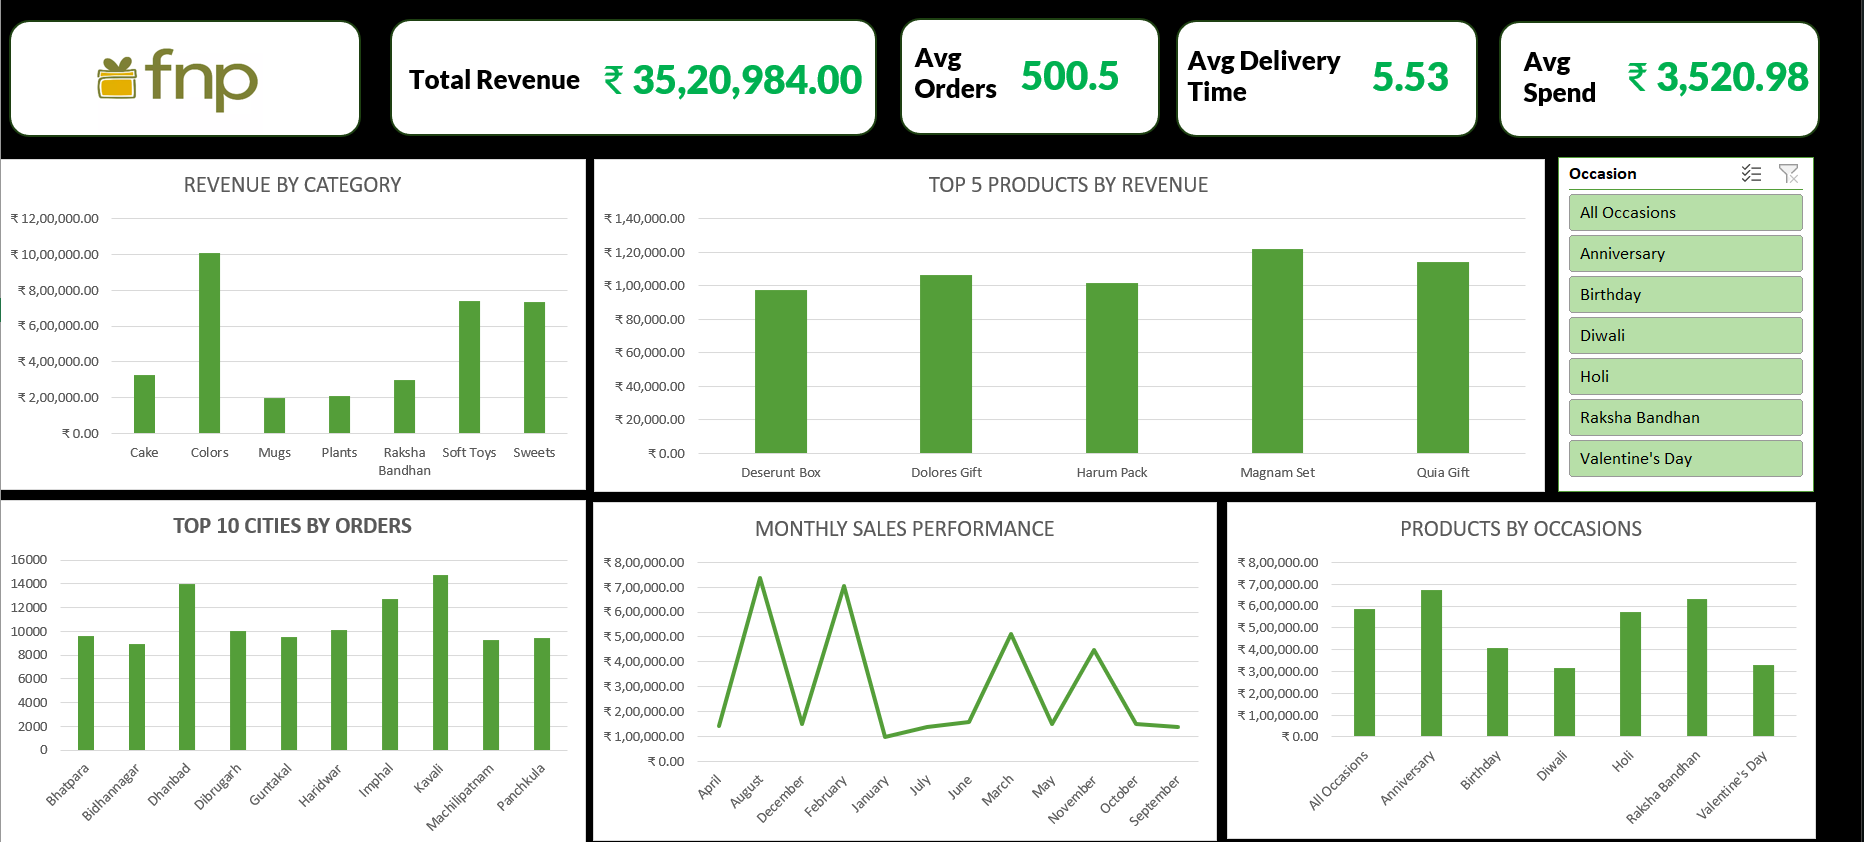 fnp
Total Revenue ₹ 35,20,984.00
Avg
Orders
500.5
Avg Delivery
Time
5.53
Avg
Spend
₹ 3,520.98
REVENUE BY CATEGORY
₹ 12,00,000.00
₹ 10,00,000.00
₹ 8,00,000.00
₹ 6,00,000.00
₹ 4,00,000.00
₹ 2,00,000.00
₹ 0.00
Cake Colors Mugs Plants Raksha Bandhan Soft Toys Sweets
TOP 5 PRODUCTS BY REVENUE
₹ 1,40,000.00
₹ 1,20,000.00
₹ 1,00,000.00
₹ 80,000.00
₹ 60,000.00
₹ 40,000.00
₹ 20,000.00
₹ 0.00
Deserunt Box Dolores Gift Harum Pack Magnam Set Quia Gift
Occasion
All Occasions
Anniversary
Birthday
Diwali
Holi
Raksha Bandhan
Valentine's Day
TOP 10 CITIES BY ORDERS
16000
14000
12000
10000
8000
6000
4000
2000
0
Bhatpara Bidhannagar Dhanbad Dibrugarh Guntakal Haridwar Imphal Kavali Machilipatnam Panchkula
MONTHLY SALES PERFORMANCE
₹ 8,00,000.00
₹ 7,00,000.00
₹ 6,00,000.00
₹ 5,00,000.00
₹ 4,00,000.00
₹ 3,00,000.00
₹ 2,00,000.00
₹ 1,00,000.00
₹ 0.00
April August December February January July June March May November October September
PRODUCTS BY OCCASIONS
₹ 8,00,000.00
₹ 7,00,000.00
₹ 6,00,000.00
₹ 5,00,000.00
₹ 4,00,000.00
₹ 3,00,000.00
₹ 2,00,000.00
₹ 1,00,000.00
₹ 0.00
All Occasions Anniversary Birthday Diwali Holi Raksha Bandhan Valentine's Day